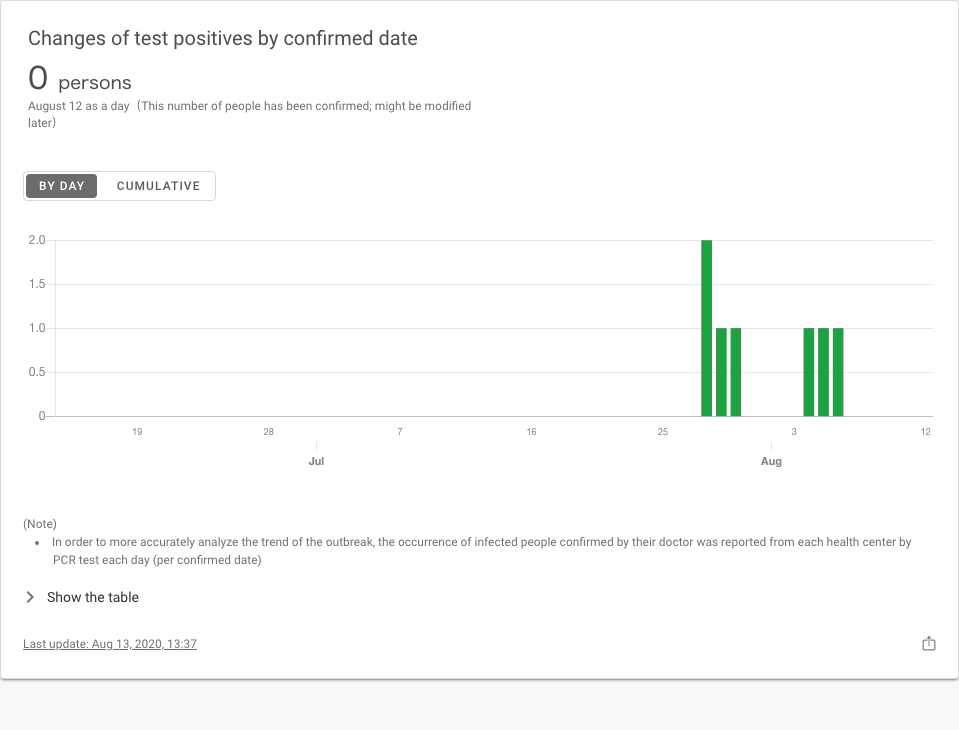 Changes of test positives by confirmed date
0 persons
August 12 as a day（This number of people has been confirmed; might be modified
later）
BY DAY CUMULATIVE
2.0
1.5
1.0
0.5
0
19 28 7 16 25 3 12
Jul Aug
(Note)
• In order to more accurately analyze the trend of the outbreak, the occurrence of infected people confirmed by their doctor was reported from each health center by
PCR test each day (per confirmed date)
Show the table
Last update: Aug 13, 2020, 13:37